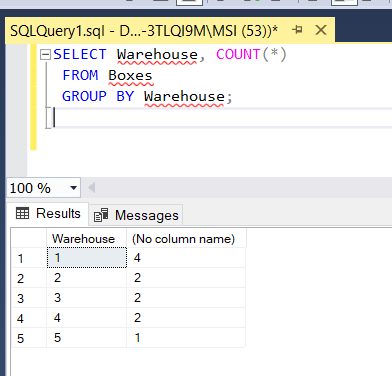 SQLQuery1.sql - D...-3TLQI9M\MSI (53))*
SELECT Warehouse, COUNT(*)
FROM Boxes
GROUP BY Warehouse;
100 %
Results Messages
Warehouse (No column name)
1 1 4
2 2 2
3 3 2
4 4 2
5 5 1